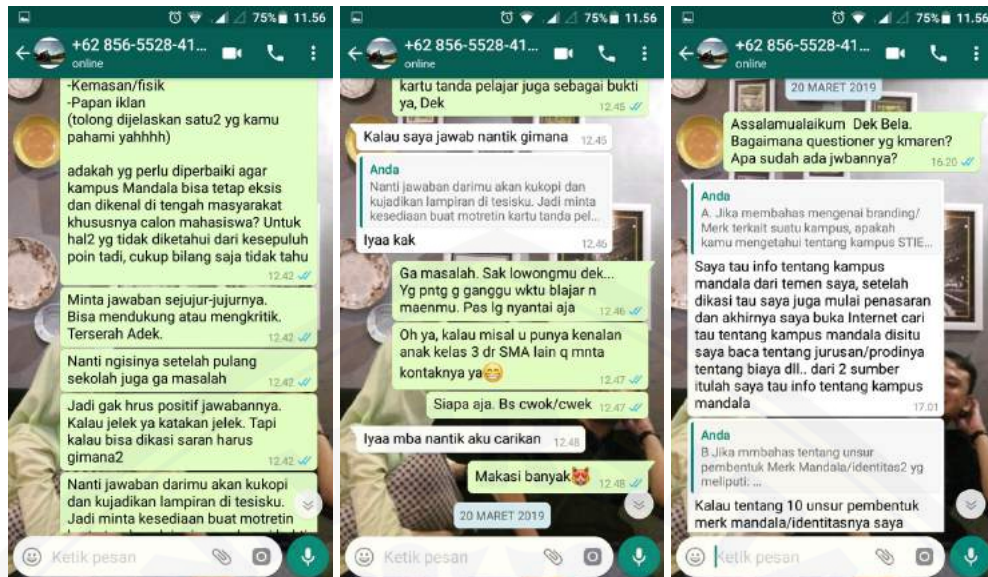 75% 11.56
+62 856-5528-41...
online
-Kemasan/fisik
-Papan iklan
(tolong dijelaskan satu2 yg kamu
pahami yahhhh)
adakah yg perlu diperbaiki agar
kampus Mandala bisa tetap eksis
dan dikenal di tengah masyarakat
khususnya calon mahasiswa? Untuk
hal2 yg tidak diketahui dari kesepuluh
poin tadi, cukup bilang saja tidak tahu
12.42
Minta jawaban sejujur-jujurnya.
Bisa mendukung atau mengkritik.
Terserah Adek.
12.42
Nanti ngisinya setelah pulang
sekolah juga ga masalah
12.42
Jadi gak hrus positif jawabannya.
Kalau jelek ya katakan jelek. Tapi
kalau bisa dikasi saran harus
gimana2
12.42
Nanti jawaban darimu akan kukopi
dan kujadikan lampiran di tesisku.
Jadi minta kesediaan buat motretin
Ketik pesan
75% 11.56
+62 856-5528-41...
online
kartu tanda pelajar juga sebagai bukti
ya, Dek
12.45
Kalau saya jawab nantik gimana 12.45
Anda
Nanti jawaban darimu akan kukopi dan
kujadikan lampiran di tesisku. Jadi minta
kesediaan buat motretin kartu tanda pel...
Iyaa kak
12.46
Ga masalah. Sak lowongmu dek...
Yg pntg g ganggu wktu blajar n
maenmu. Pas lg nyantai aja 12.46
Oh ya, kalau misal u punya kenalan
anak kelas 3 dr SMA lain q mnta
kontaknya ya😁
12.47
Siapa aja. Bs cwok/cwek 12.47
Iyaa mba nantik aku carikan 12.48
Makasi banyak😻 12.48
20 MARET 2019
Ketik pesan
75% 11.56
+62 856-5528-41...
online
20 MARET 2019
Assalamualaikum Dek Bela.
Bagaimana questioner yg kmaren?
Apa sudah ada jwbannya? 16.20
Anda
A. Jika membahas mengenai branding/
Merk terkait suatu kampus, apakah
kamu mengetahui tentang kampus STIE...
Saya tau info tentang kampus
mandala dari temen saya, setelah
dikasi tau saya juga mulai penasaran
dan akhirnya saya buka Internet cari
tau tentang kampus mandala disitu
saya baca tentang jurusan/prodinya
tentang biaya dll.. dari 2 sumber
itulah saya tau info tentang kampus
mandala
17.01
Anda
B Jika mmbahas tentang unsur
pembentuk Merk Mandala/identitas2 yg
meliputi: ...
Kalau tentang 10 unsur pembentuk
merk mandala/identitasnya saya
Ketik pesan